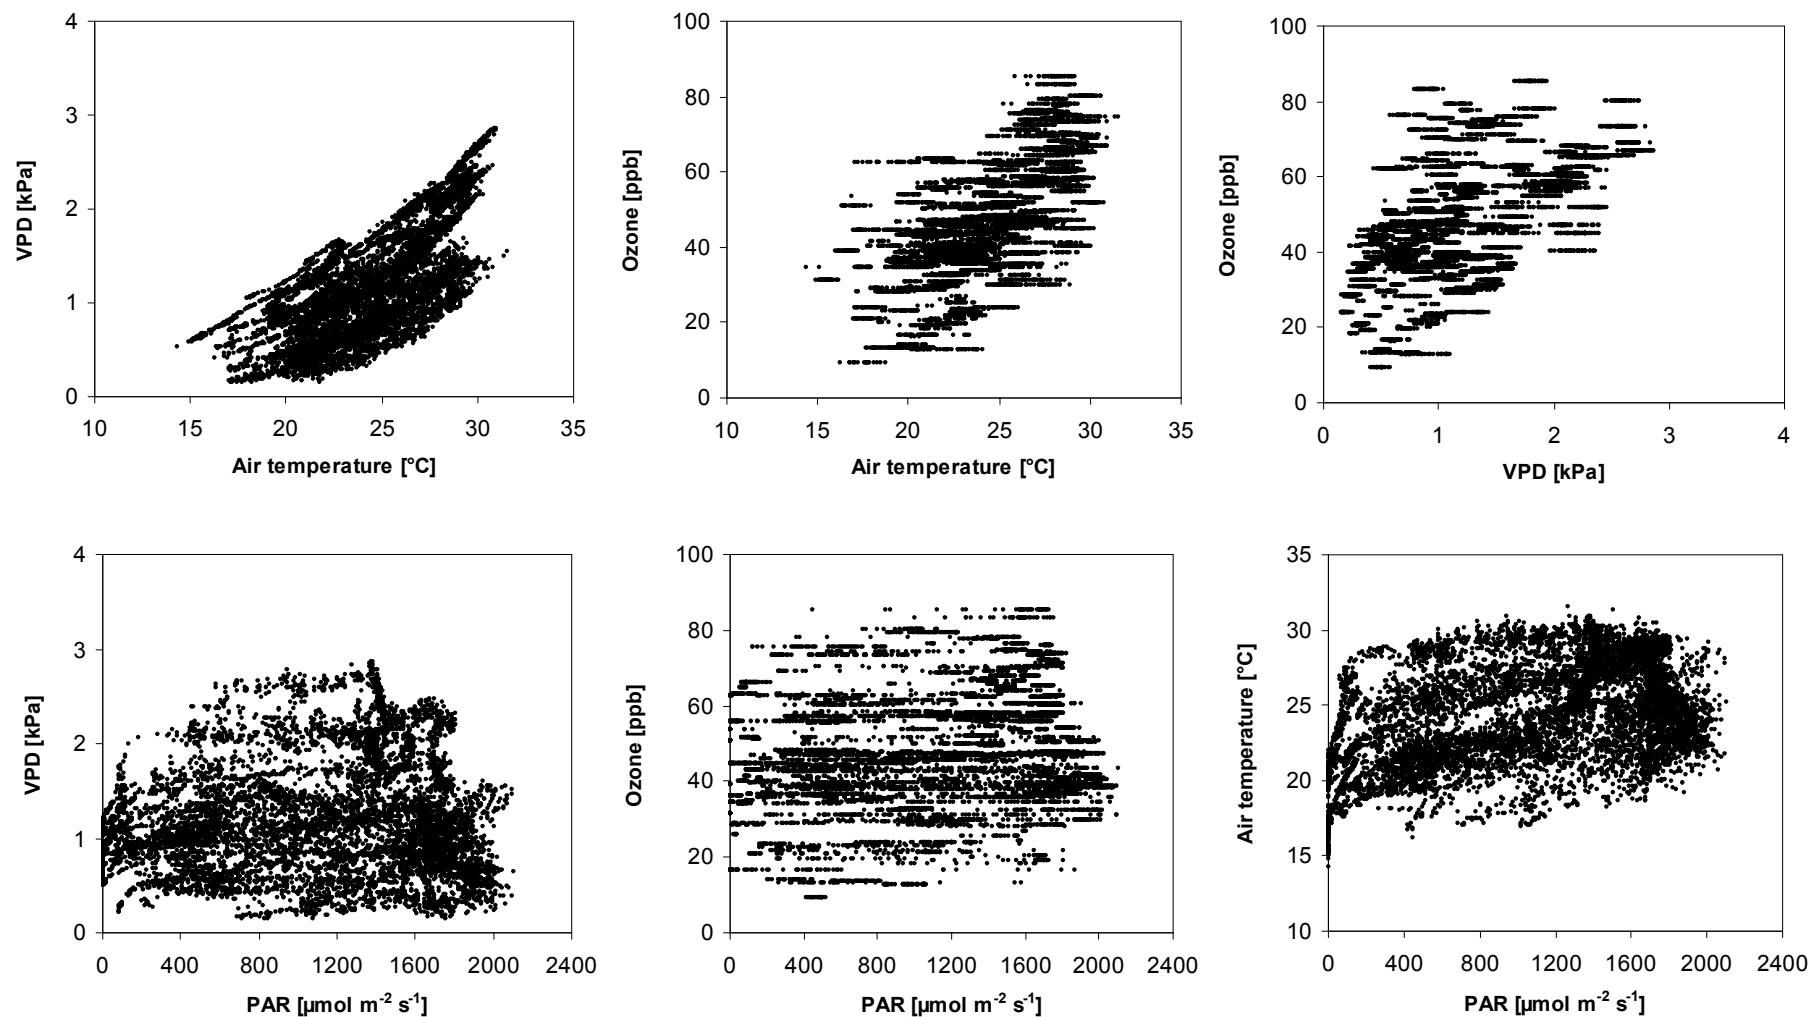 4
3
2
1
0
VPD [kPa]
10 15 20 25 30 35
Air temperature [°C]
100
80
60
40
20
0
Ozone [ppb]
10 15 20 25 30 35
Air temperature [°C]
100
80
60
40
20
0
Ozone [ppb]
0 1 2 3 4
VPD [kPa]
4
3
2
1
0
VPD [kPa]
0 400 800 1200 1600 2000 2400
PAR [µmol m-2 s-1]
100
80
60
40
20
0
Ozone [ppb]
0 400 800 1200 1600 2000 2400
PAR [µmol m-2 s-1]
35
30
25
20
15
10
Air temperature [°C]
0 400 800 1200 1600 2000 2400
PAR [µmol m-2 s-1]